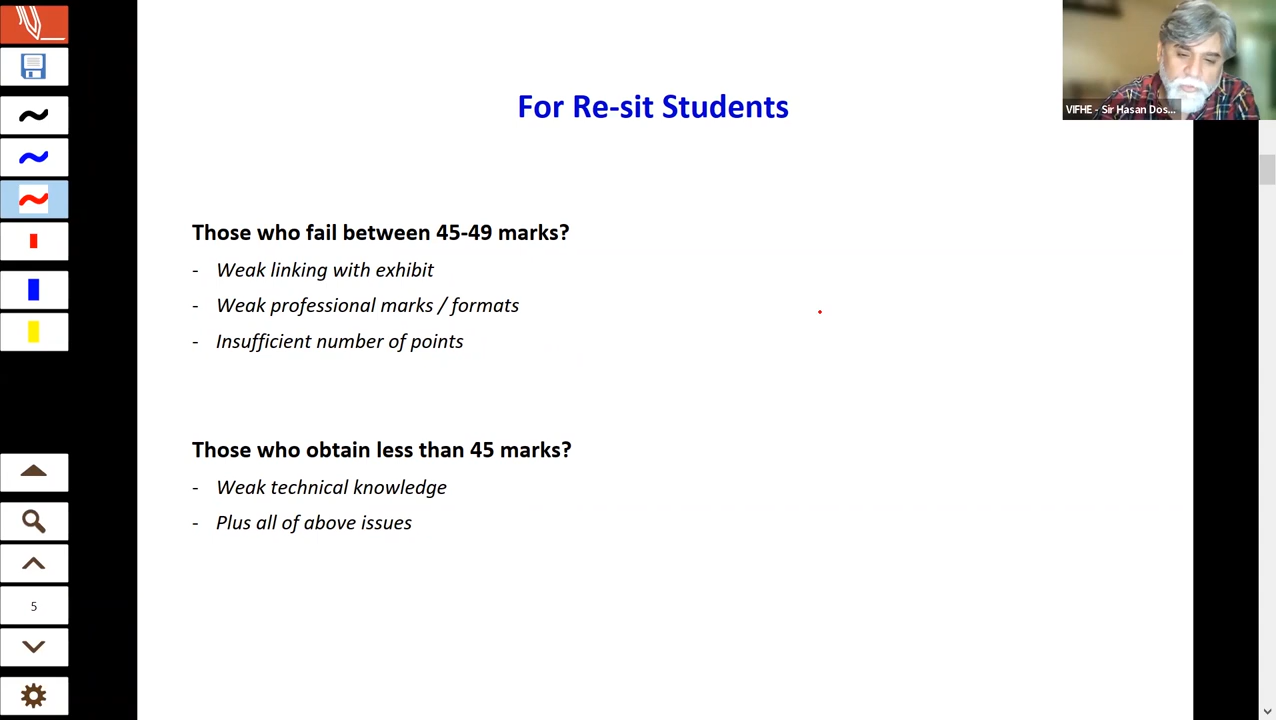 For Re-sit Students
VIFHE - Sir Hasan Dos...
Those who fail between 45-49 marks?
- Weak linking with exhibit
- Weak professional marks / formats
- Insufficient number of points
Those who obtain less than 45 marks?
- Weak technical knowledge
- Plus all of above issues
5